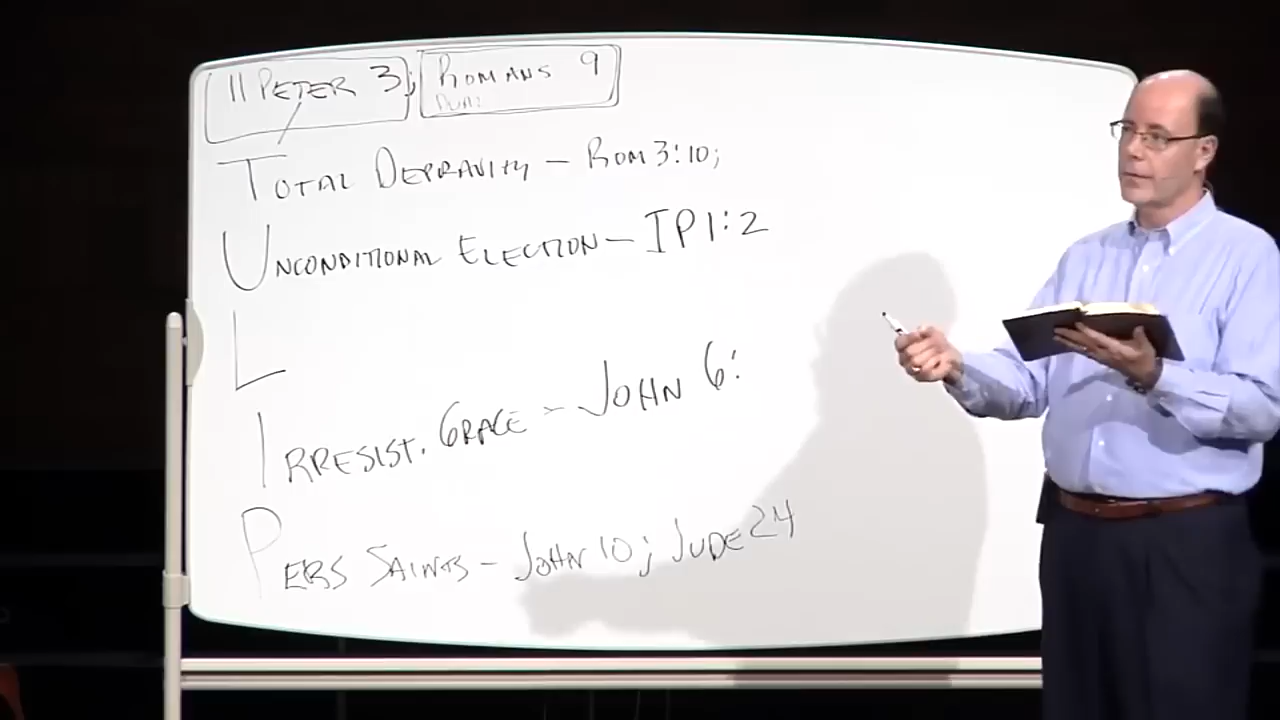 II PETER 3; ROMANS 9
TOTAL DEPRAVITY – ROM 3:10;
UNCONDITIONAL ELECTION – I P 1:2
L
IRRESIST. GRACE – JOHN 6:
PERS SAINTS – JOHN 10; JUDE 24